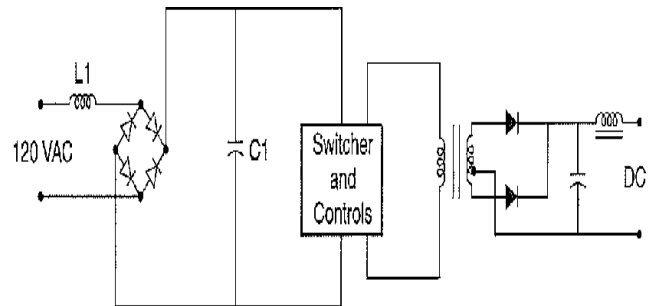 L1
120 VAC
C1
Switcher
and
Controls
DC